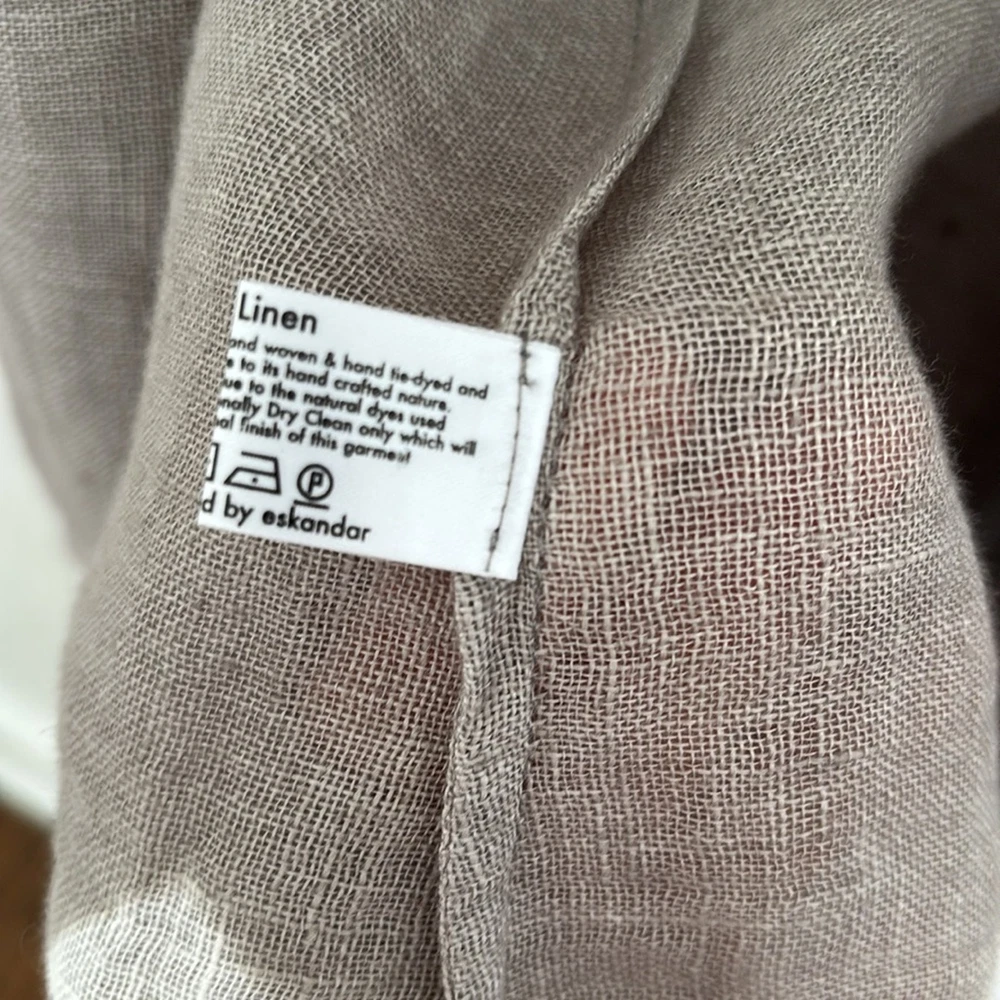 Linen
and woven & hand tie-dyed and
e to its hand crafted nature.
ue to the natural dyes used
nally Dry Clean only which will
al finish of this garment
P
d by eskandar